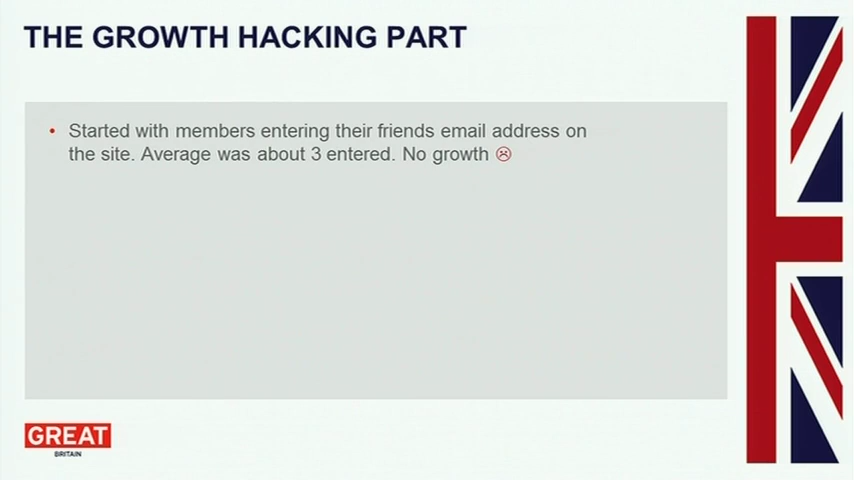 THE GROWTH HACKING PART
• Started with members entering their friends email address on
the site. Average was about 3 entered. No growth ☹
GREAT
BRITAIN